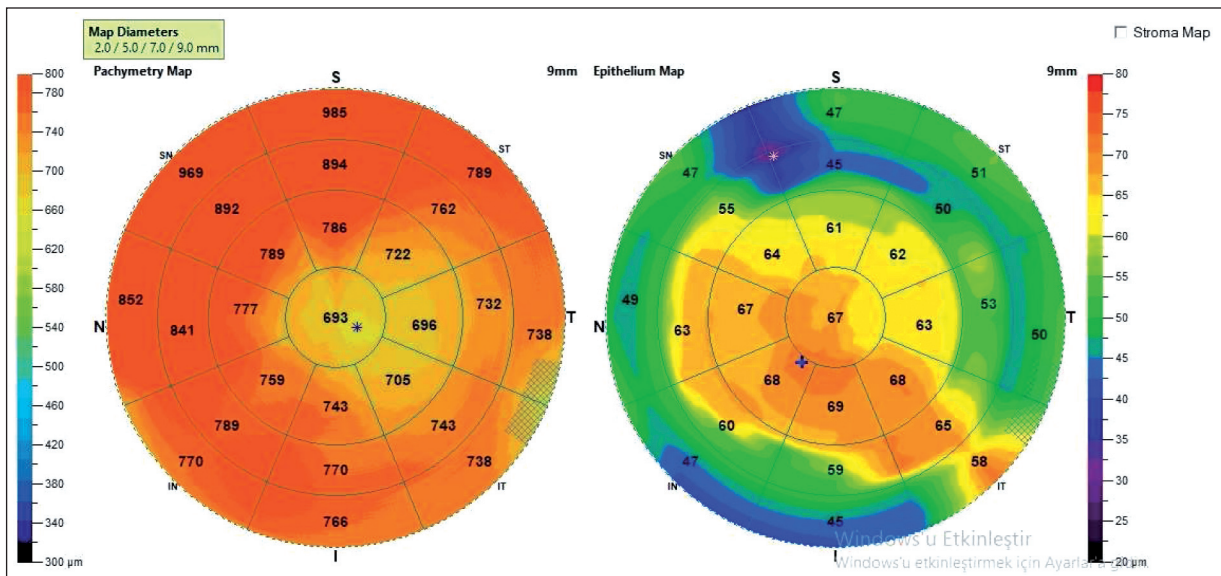 Map Diameters
2.0 / 5.0 / 7.0 / 9.0 mm
Stroma Map
Pachymetry Map
9mm
S
N
T
I
SN
ST
IN
IT
800
780
740
700
660
620
580
540
500
460
420
380
340
300 µm
985
969
894
789
892
762
786
789
722
852
841
777
693
696
732
738
759
705
743
789
743
770
770
738
766
Epithelium Map
9mm
S
N
T
I
SN
ST
IN
IT
47
47
45
51
55
50
61
64
62
49
63
67
67
63
53
50
68
68
69
60
65
47
59
58
45
80
75
70
65
60
55
50
45
40
35
30
25
20 µm
Windows'u Etkinleştir
Windows'u etkinleştirmek için Ayarlar'a